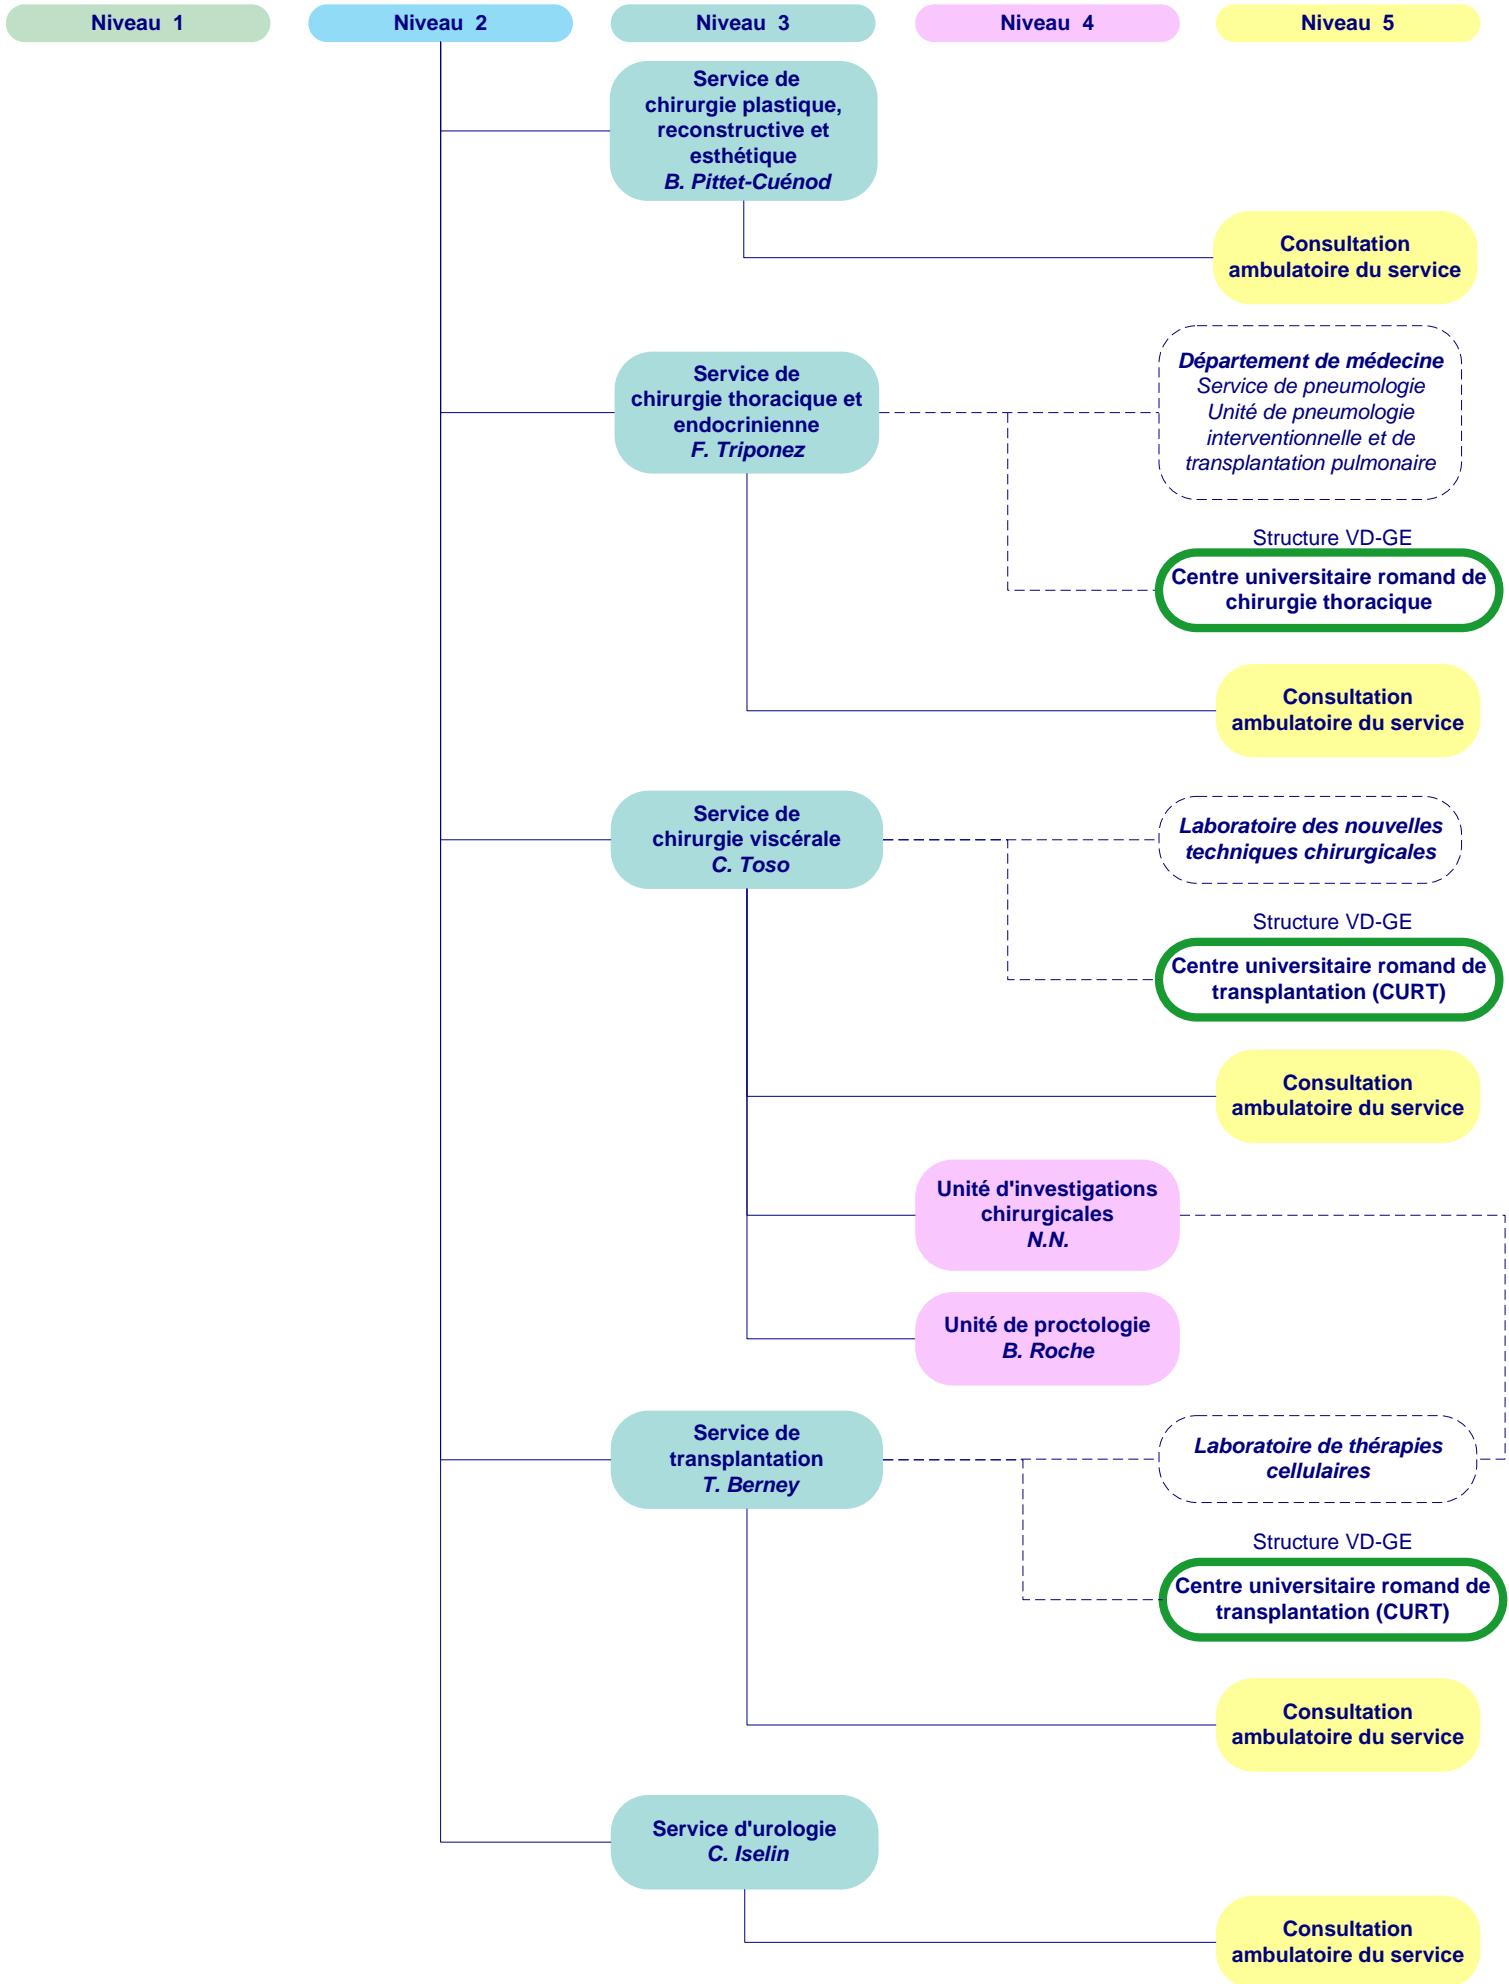 Niveau 1
Niveau 2
Niveau 3
Niveau 4
Niveau 5
Service de
chirurgie plastique,
reconstructive et
esthétique
B. Pittet-Cuénod
Consultation
ambulatoire du service
Service de
chirurgie thoracique et
endocrinienne
F. Triponez
Département de médecine
Service de pneumologie
Unité de pneumologie
interventionnelle et de
transplantation pulmonaire
Structure VD-GE
Centre universitaire romand de
chirurgie thoracique
Consultation
ambulatoire du service
Service de
chirurgie viscérale
C. Toso
Laboratoire des nouvelles
techniques chirurgicales
Structure VD-GE
Centre universitaire romand de
transplantation (CURT)
Consultation
ambulatoire du service
Unité d'investigations
chirurgicales
N.N.
Unité de proctologie
B. Roche
Service de
transplantation
T. Berney
Laboratoire de thérapies
cellulaires
Structure VD-GE
Centre universitaire romand de
transplantation (CURT)
Consultation
ambulatoire du service
Service d'urologie
C. Iselin
Consultation
ambulatoire du service